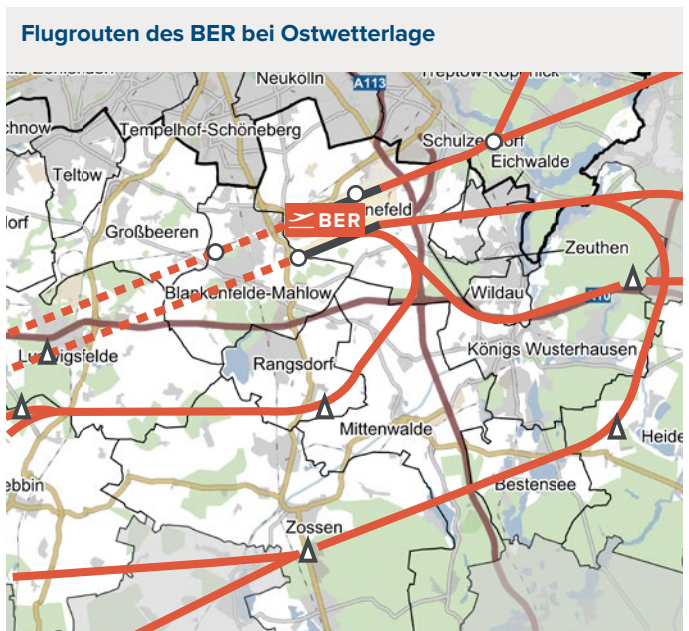 Flugrouten des BER bei Ostwetterlage
Neukölln
A113
Tempelhof-Schöneberg
Teltow
Eichwalde
BER
Großbeeren
Zeuthen
Blankenfelde-Mahlow
Wildau
Rangsdorf
Königs Wusterhausen
Mittenwalde
Bestensee
Zossen